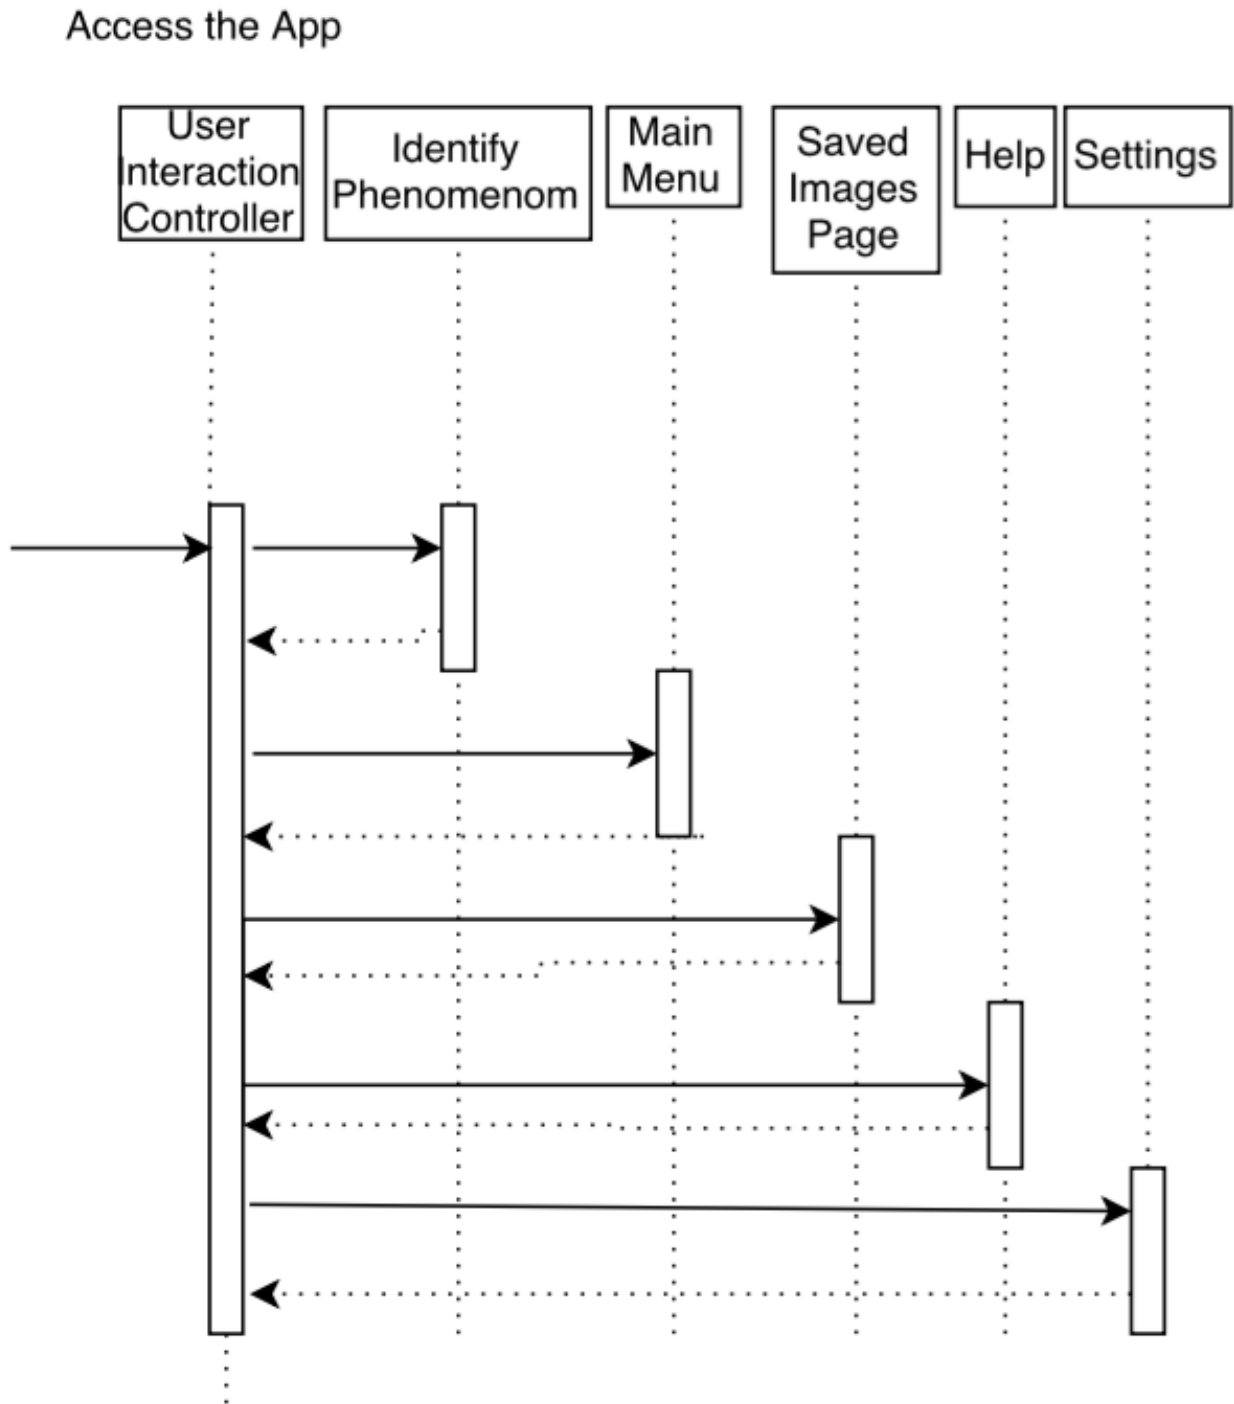 Access the App
User
Interaction
Controller
Identify
Phenomenom
Main
Menu
Saved
Images
Page
Help
Settings